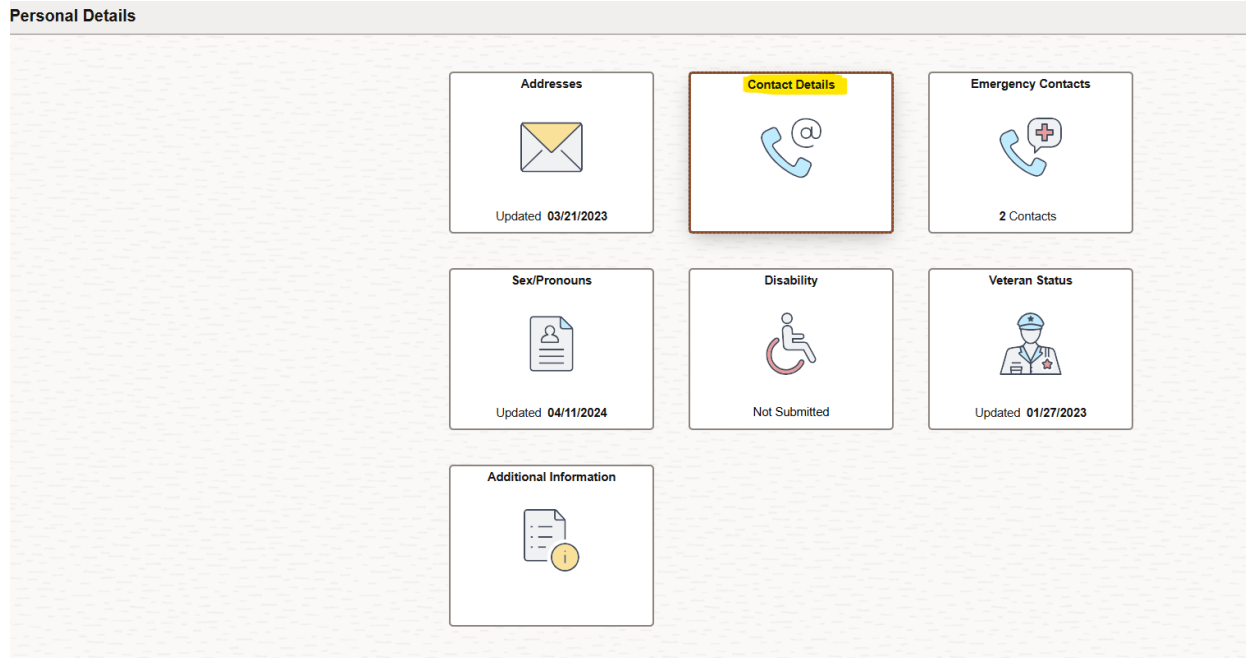 Personal Details
Addresses
Updated 03/21/2023
Contact Details
@
Emergency Contacts
2 Contacts
Sex/Pronouns
Updated 04/11/2024
Disability
Not Submitted
Veteran Status
Updated 01/27/2023
Additional Information
i